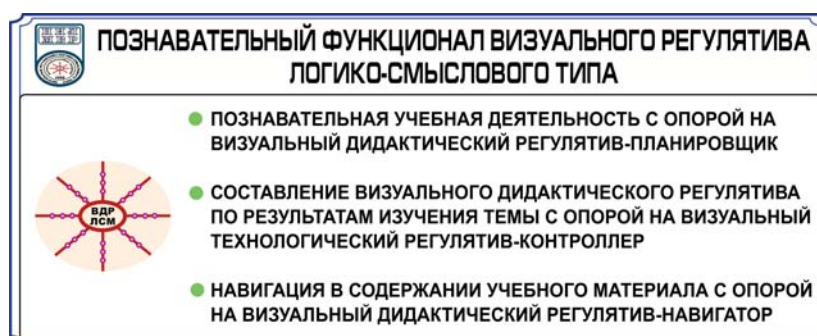 ПОЗНАВАТЕЛЬНЫЙ ФУНКЦИОНАЛ ВИЗУАЛЬНОГО РЕГУЛЯТИВА
ЛОГИКО-СМЫСЛОВОГО ТИПА
● ПОЗНАВАТЕЛЬНАЯ УЧЕБНАЯ ДЕЯТЕЛЬНОСТЬ С ОПОРОЙ НА
ВИЗУАЛЬНЫЙ ДИДАКТИЧЕСКИЙ РЕГУЛЯТИВ-ПЛАНИРОВЩИК
ВДР
ЛСМ
● СОСТАВЛЕНИЕ ВИЗУАЛЬНОГО ДИДАКТИЧЕСКОГО РЕГУЛЯТИВА
ПО РЕЗУЛЬТАТАМ ИЗУЧЕНИЯ ТЕМЫ С ОПОРОЙ НА ВИЗУАЛЬНЫЙ
ТЕХНОЛОГИЧЕСКИЙ РЕГУЛЯТИВ-КОНТРОЛЛЕР
● НАВИГАЦИЯ В СОДЕРЖАНИИ УЧЕБНОГО МАТЕРИАЛА С ОПОРОЙ
НА ВИЗУАЛЬНЫЙ ДИДАКТИЧЕСКИЙ РЕГУЛЯТИВ-НАВИГАТОР